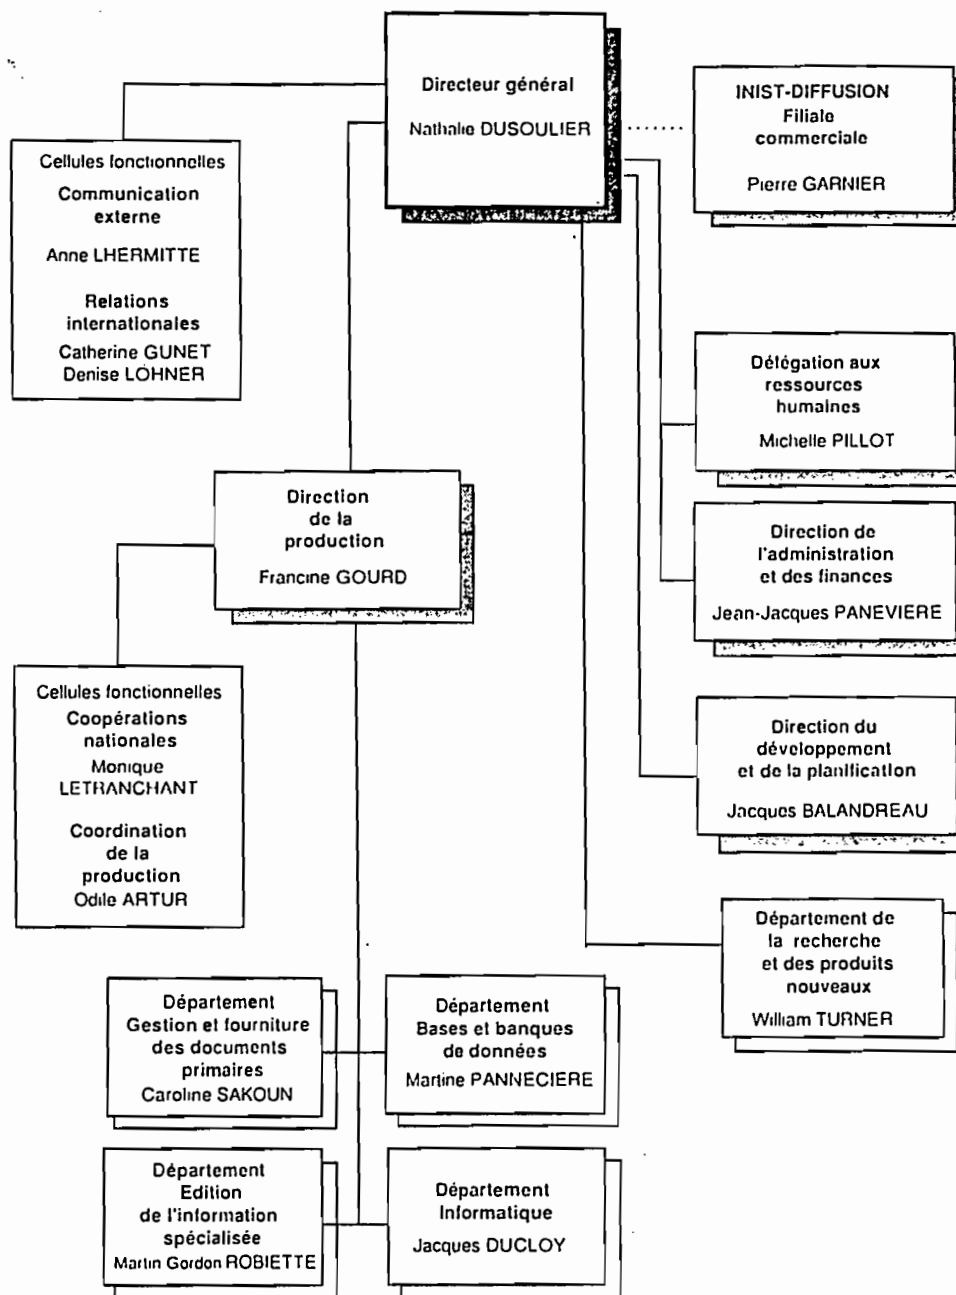 Directeur général
Nathalie DUSOULIER
INIST-DIFFUSION
Filiale
commerciale
Pierre GARNIER
Cellules fonctionnelles
Communication
externe
Anne LHERMITTE
Relations
internationales
Catherine GUNET
Denise LOHNER
Délégation aux
ressources
humaines
Michelle PILLOT
Direction
de la
production
Francine GOURD
Direction de
l'administration
et des finances
Jean-Jacques PANEVIERE
Cellules fonctionnelles
Coopérations
nationales
Monique
LETRANCHANT
Coordination
de la
production
Odile ARTUR
Direction du
développement
et de la planification
Jacques BALANDREAU
Département de
la recherche
et des produits
nouveaux
William TURNER
Département
Gestion et fourniture
des documents
primaires
Caroline SAKOUN
Département
Bases et banques
de données
Martine PANNECIERE
Département
Edition
de l'information
spécialisée
Martin Gordon ROBIETTE
Département
Informatique
Jacques DUCLOY